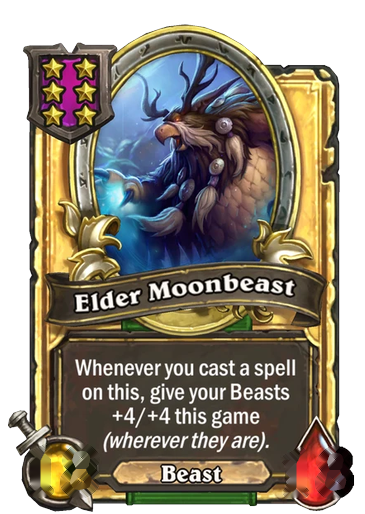 Elder Moonbeast
Whenever you cast a spell
on this, give your Beasts
+4/+4 this game
(wherever they are).
Beast